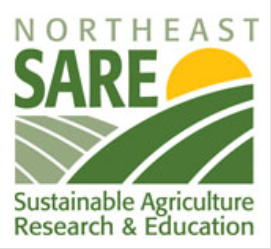 NORTHEAST
SARE
Sustainable Agriculture
Research & Education